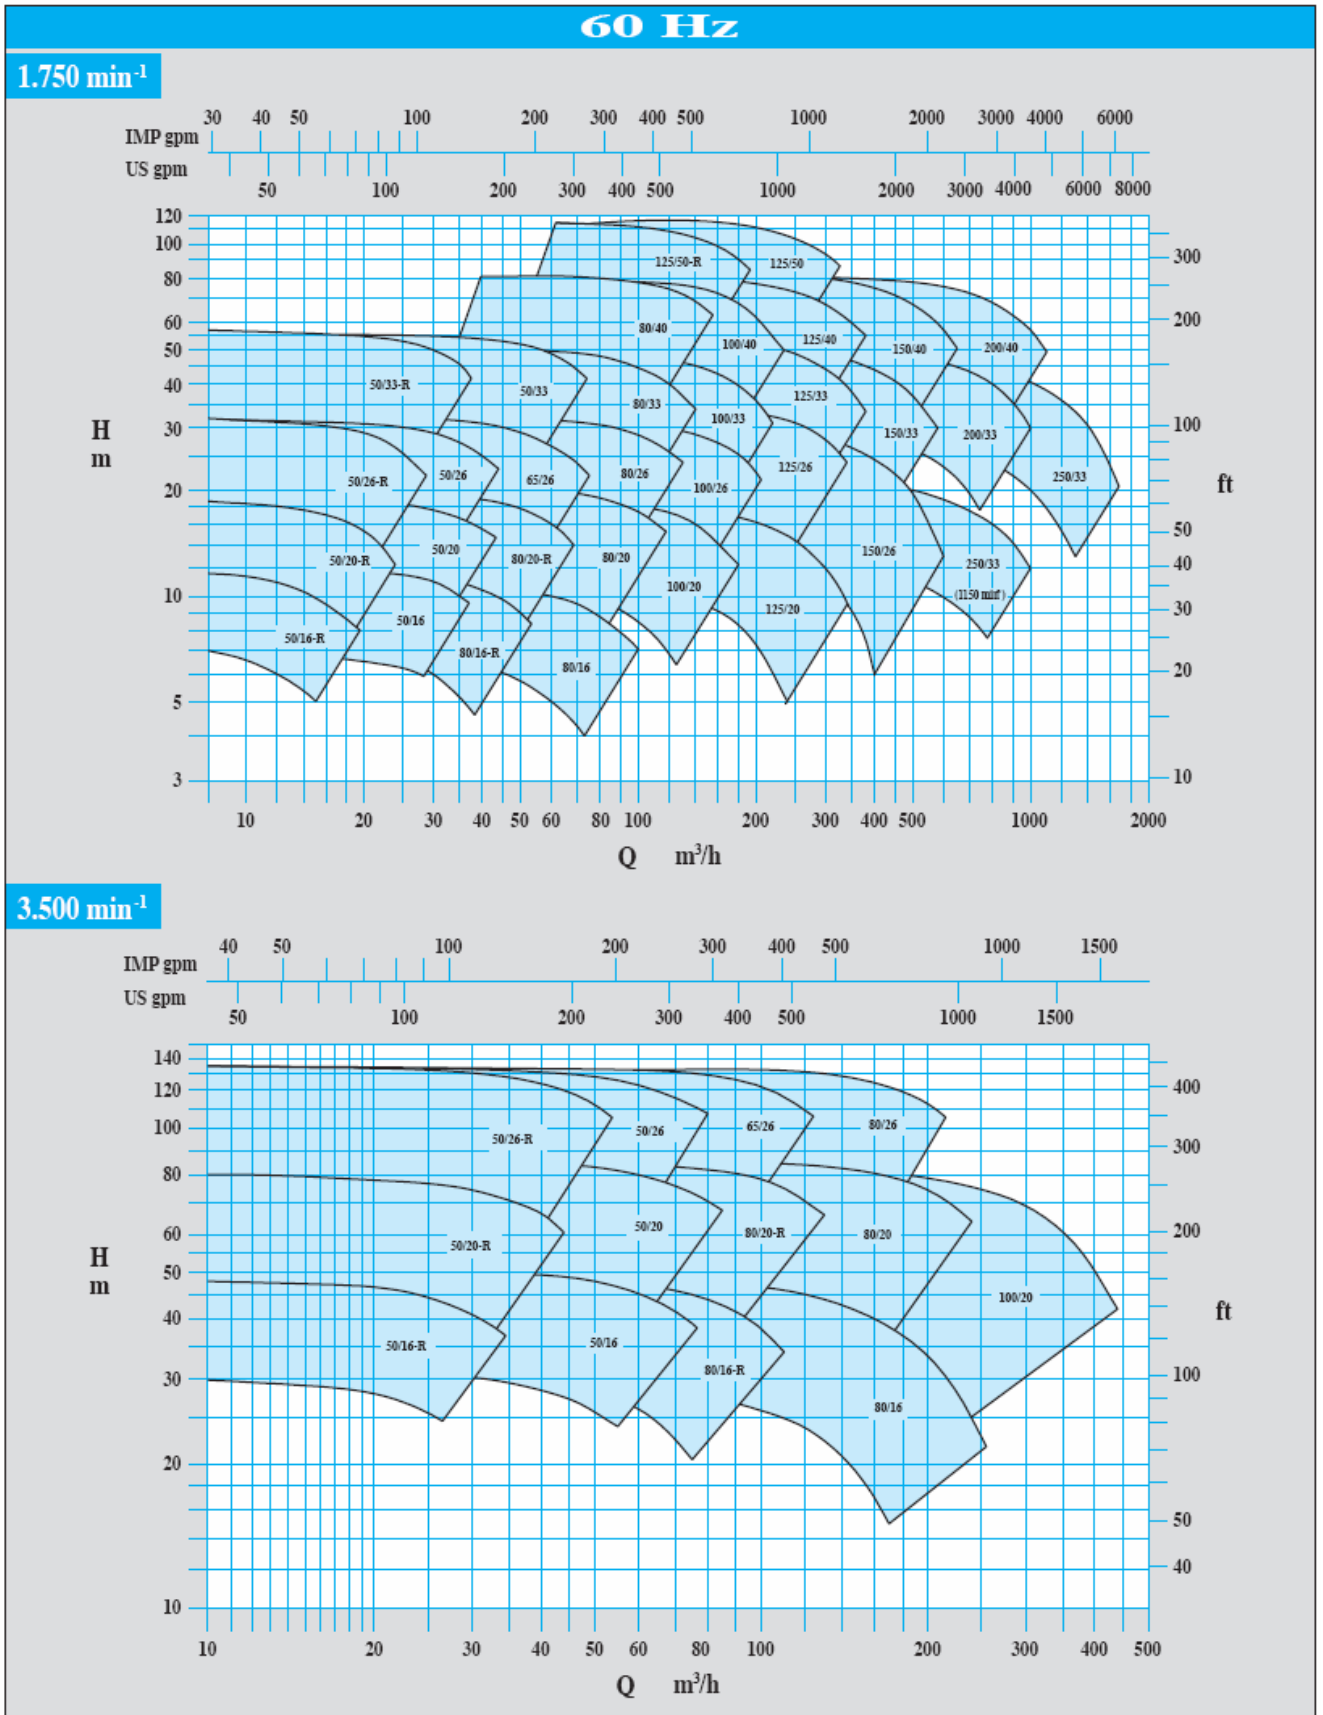 60 Hz
1.750 min-1
30 40 50 100 200 300 400 500 1000 2000 3000 4000 6000
IMP gpm
US gpm
50 100 200 300 400 500 1000 2000 3000 4000 6000 8000
120
100
80
60
50
40
30
20
10
5
3
H
m
300
200
100
50
40
30
20
10
ft
125/50-R
125/50
80/40
100/40
125/40
150/40
200/40
50/33-R
50/33
80/33
100/33
125/33
150/33
200/33
250/33
50/26-R
50/26
65/26
80/26
100/26
125/26
150/26
250/33
(1150 min¹)
50/20-R
50/20
80/20-R
80/20
100/20
125/20
50/16-R
50/16
80/16-R
80/16
10 20 30 40 50 60 80 100 200 300 400 500 1000 2000
Q m³/h
3.500 min-1
40 50 100 200 300 400 500 1000 1500
IMP gpm
US gpm
50 100 200 300 400 500 1000 1500
140
120
100
80
60
50
40
30
20
10
H
m
400
300
200
100
50
40
ft
50/26-R
50/26
65/26
80/26
50/20-R
50/20
80/20-R
80/20
100/20
50/16-R
50/16
80/16-R
80/16
10 20 30 40 50 60 80 100 200 300 400 500
Q m³/h